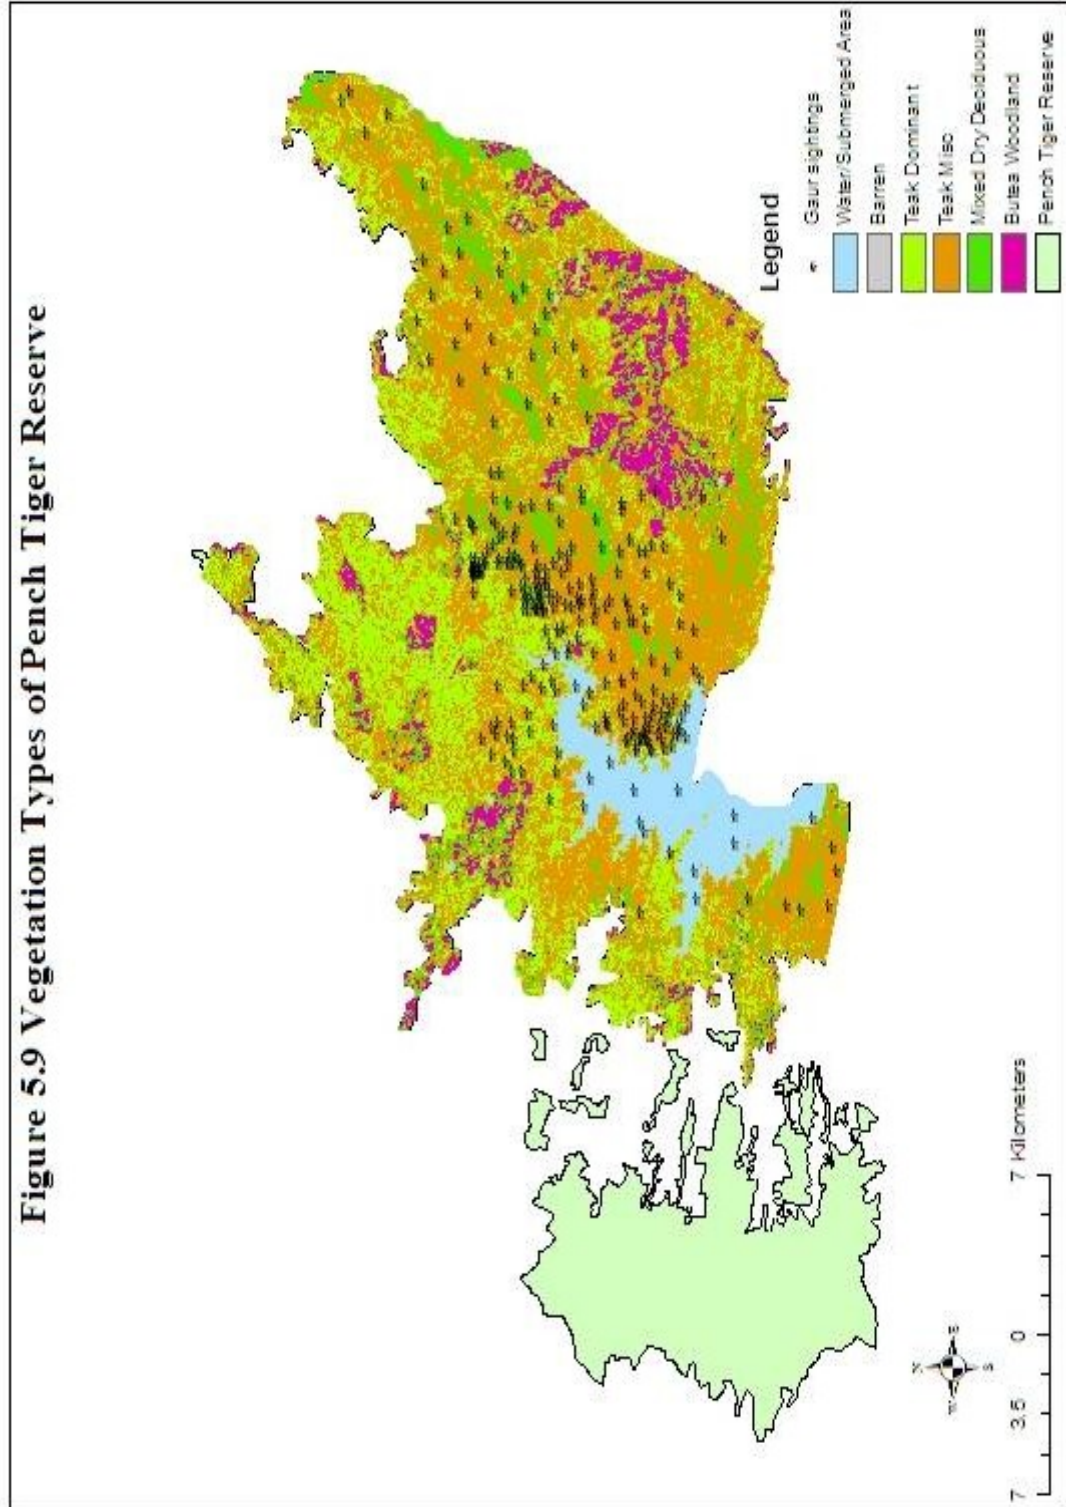 Figure 5.9 Vegetation Types of Pench Tiger Reserve
Legend
Gaur sightings
Water/Submerged Area
Barren
Teak Dominant
Teak Misc
Mixed Dry Deciduous
Butea Woodland
Pench Tiger Reserve
N
W E
S
7 3.5 0 7 Kilometers